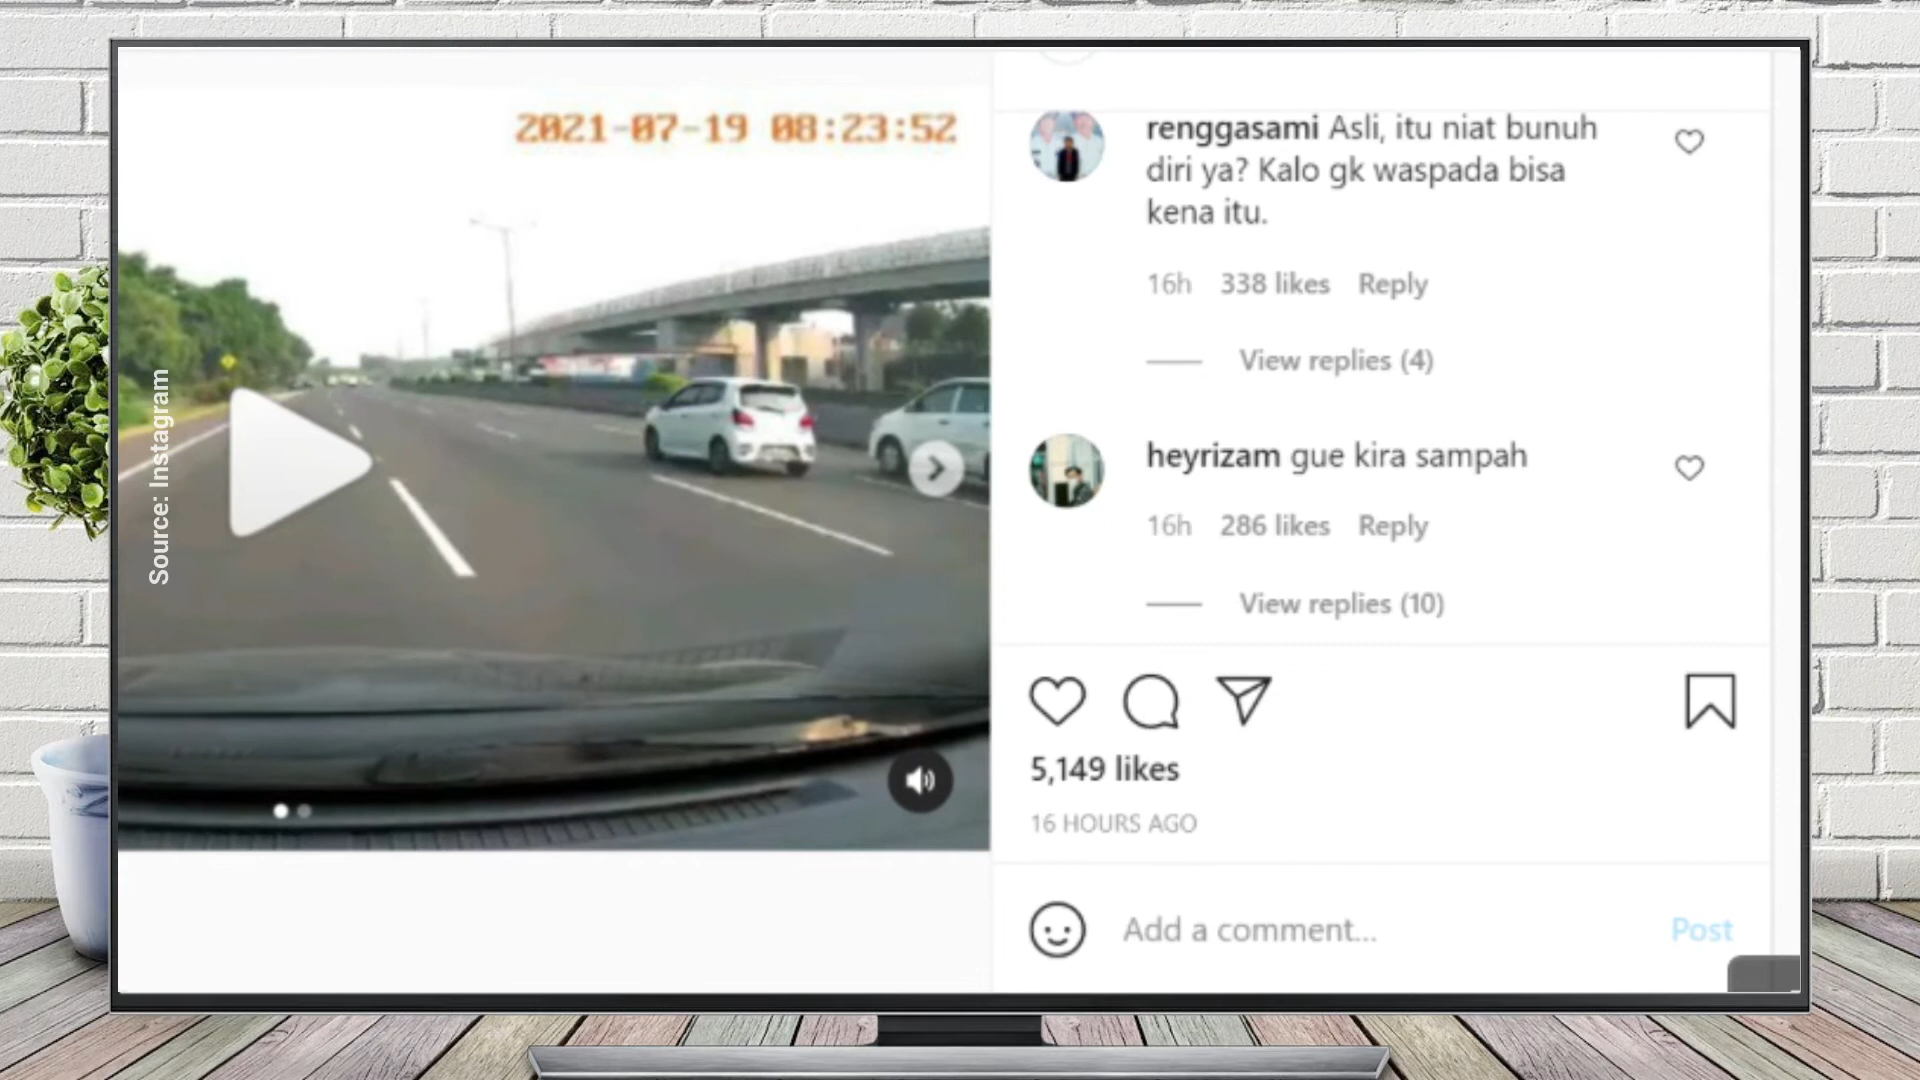 2021-07-19 08:23:52
Source: Instagram
renggasami Asli, itu niat bunuh
diri ya? Kalo gk waspada bisa
kena itu.
16h 338 likes Reply
View replies (4)
heyrizam gue kira sampah
16h 286 likes Reply
View replies (10)
5,149 likes
16 HOURS AGO
Add a comment...
Post